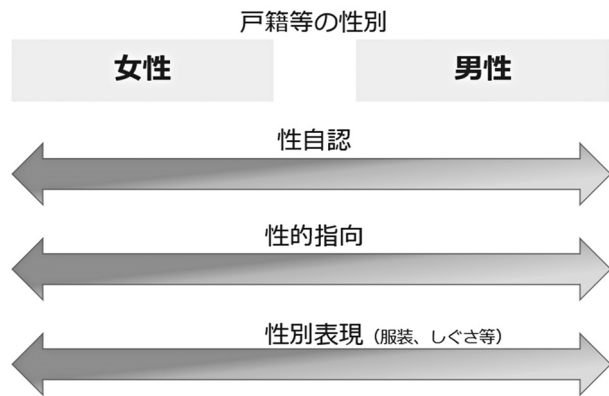 戸籍等の性別
女性 男性
性自認
性的指向
性別表現（服装、しぐさ等）